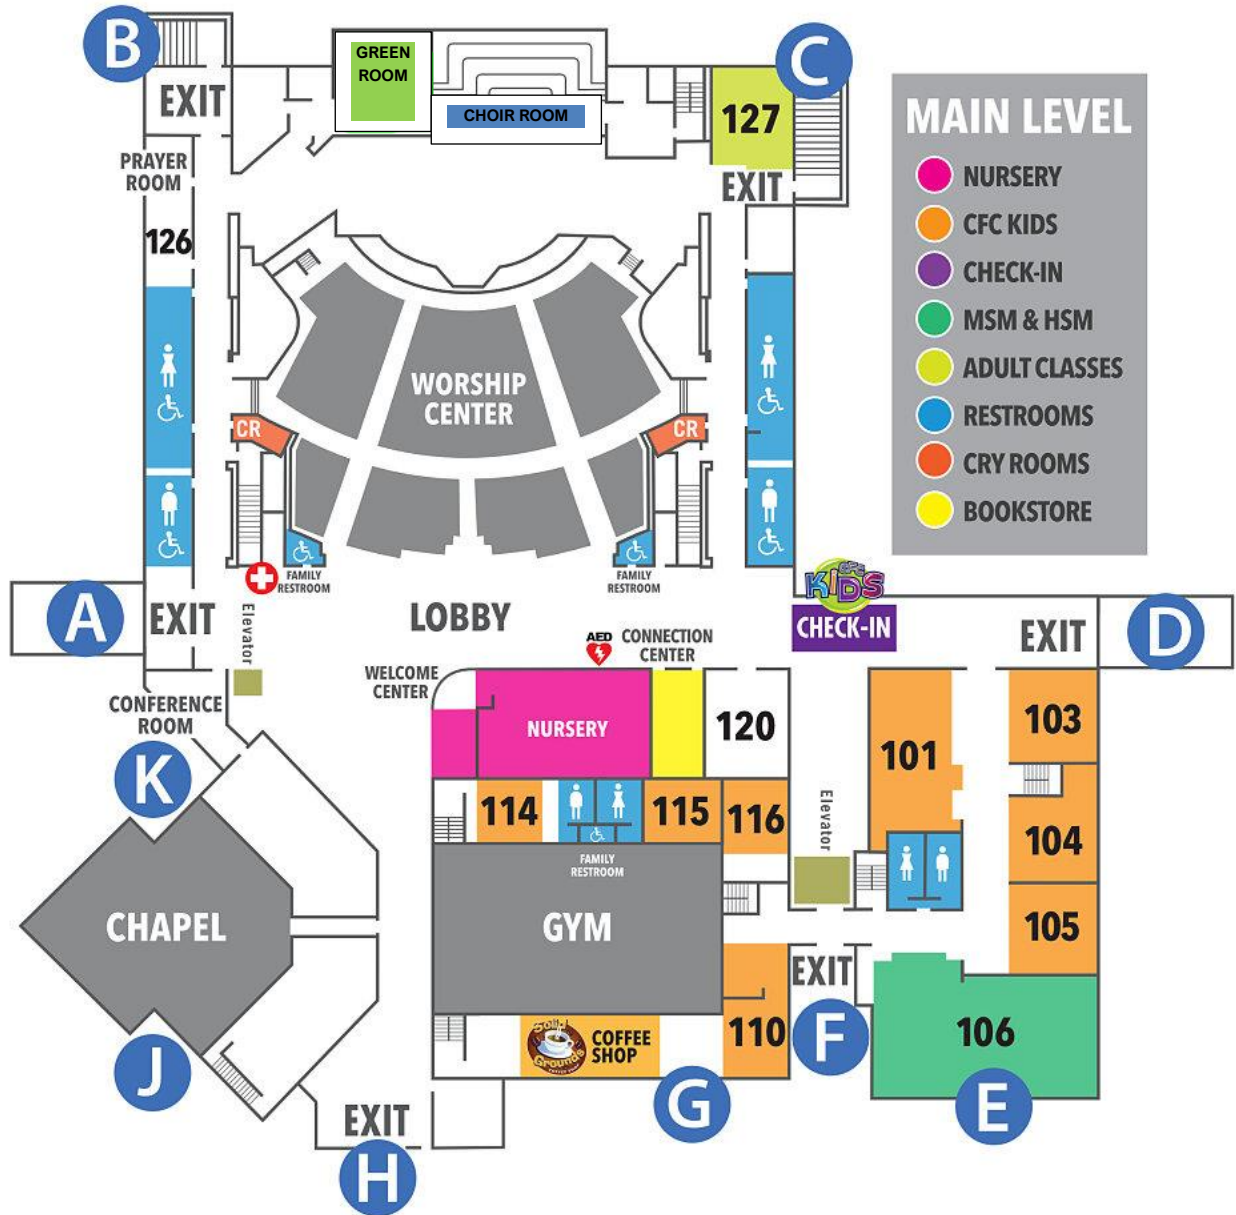 B
C
GREEN
ROOM
EXIT
CHOIR ROOM
127
MAIN LEVEL
PRAYER
ROOM
NURSERY
EXIT
126
CFC KIDS
CHECK-IN
MSM & HSM
ADULT CLASSES
WORSHIP
CENTER
RESTROOMS
CR
CR
CRY ROOMS
BOOKSTORE
FAMILY
RESTROOM
FAMILY
RESTROOM
CFC
KiDS
A
EXIT
Elevator
LOBBY
AED
CONNECTION
CENTER
CHECK-IN
EXIT
D
WELCOME
CENTER
CONFERENCE
ROOM
NURSERY
120
101
103
K
114
115
116
Elevator
104
FAMILY
RESTROOM
CHAPEL
GYM
105
EXIT
Solid
Grounds
COFFEE
SHOP
110
F
106
J
G
E
EXIT
H